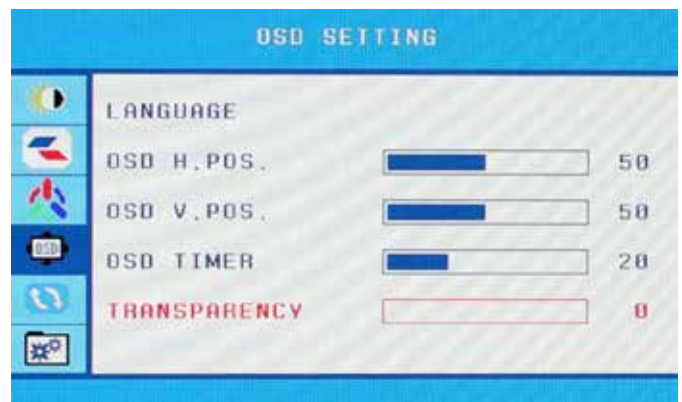 OSD SETTING
LANGUAGE
OSD H.POS. 50
OSD V.POS. 50
OSD
OSD TIMER 20
TRANSPARENCY 0